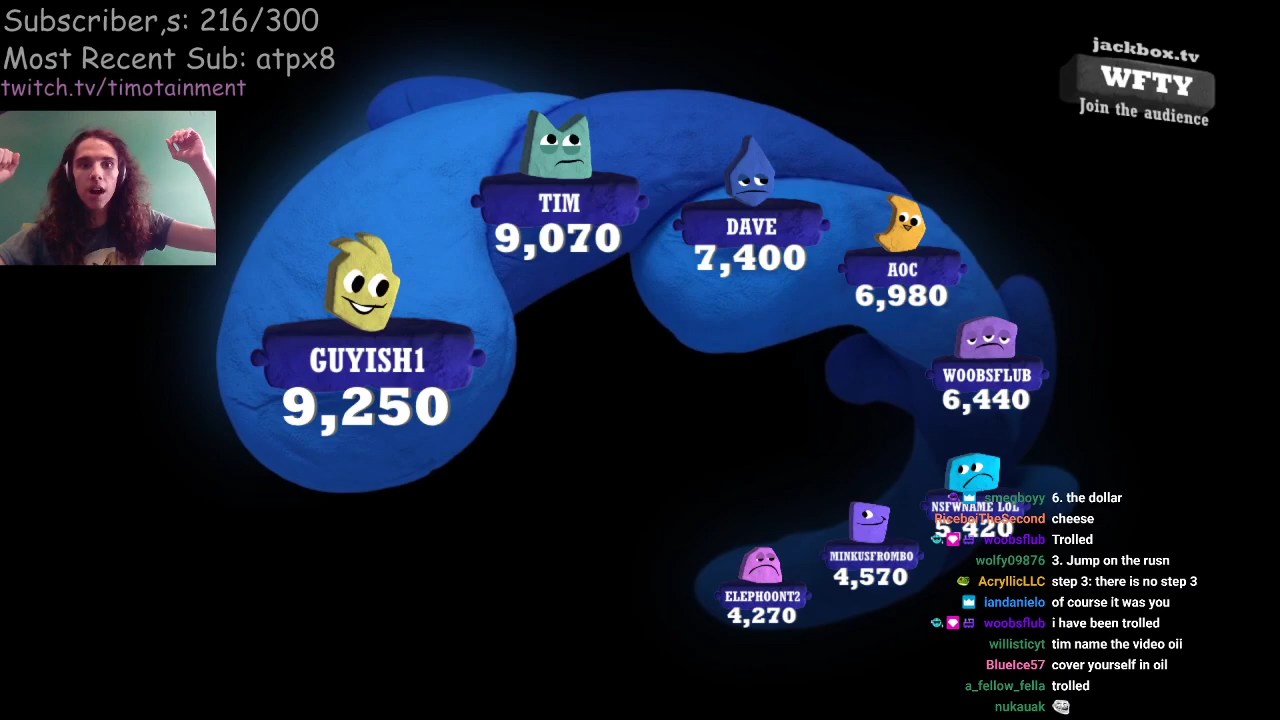 Subscriber,s: 216/300
Most Recent Sub: atpx8
twitch.tv/timotainment
jackbox.tv
WFTY
Join the audience
TIM
9,070
DAVE
7,400
AOC
6,980
GUYISH1
9,250
WOOBSFLUB
6,440
NSFWNAME LOL
5,420
MINKUSFROMBO
4,570
ELEPHOONT2
4,270
smegboyy 6. the dollar
RiceboiTheSecond cheese
woobsflub Trolled
wolfy09876 3. Jump on the rusn
AcryllicLLC step 3: there is no step 3
iandanielo of course it was you
woobsflub i have been trolled
willisticyt tim name the video oii
BlueIce57 cover yourself in oil
a_fellow_fella trolled
nukauak